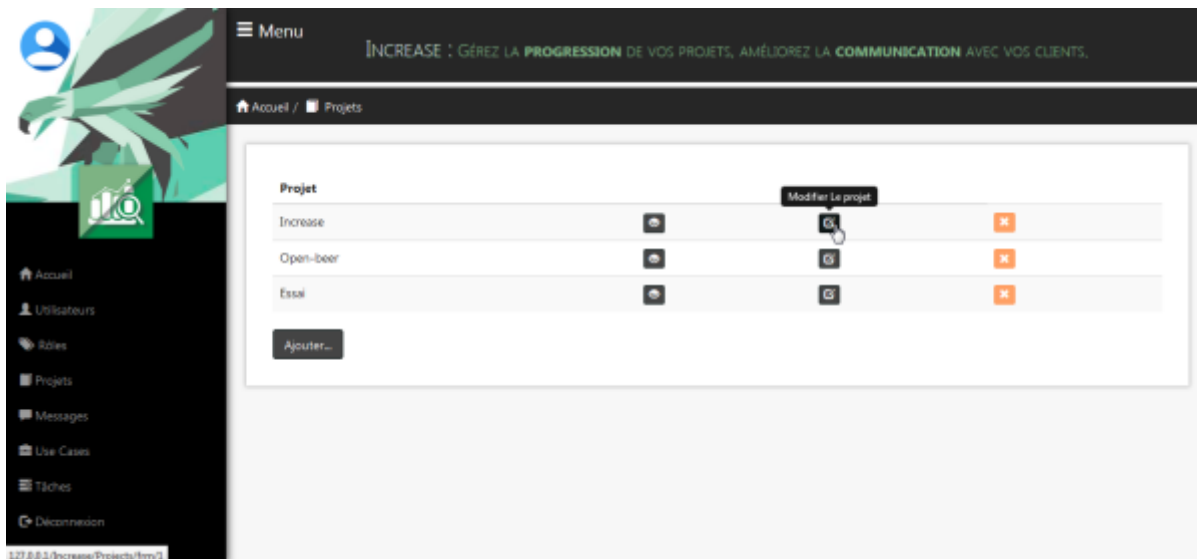 Menu
ÎNCREASE : GÉREZ LA PROGRESSION DE VOS PROJETS, AMÉLIOREZ LA COMMUNICATION AVEC VOS CLIENTS.
Accueil / Projets
Projet
Modifier Le projet
Increase
Open-beer
Essai
Ajouter...
Accueil
Utilisateurs
Rôles
Projets
Messages
Use Cases
Tâches
Déconnexion
127.0.0.1/Increase/Projects/frm/1